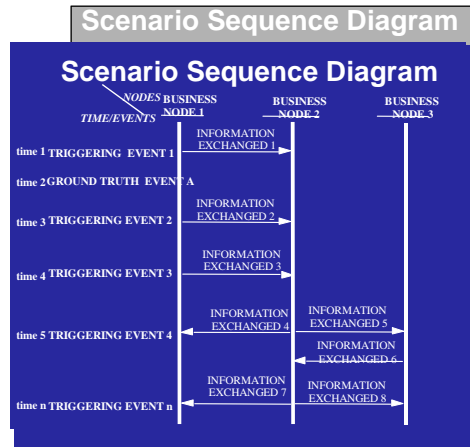 Scenario Sequence Diagram
Scenario Sequence Diagram
NODES
TIME/EVENTS
BUSINESS
NODE 1
BUSINESS
NODE 2
BUSINESS
NODE 3
time 1 TRIGGERING EVENT 1
INFORMATION
EXCHANGED 1
time 2 GROUND TRUTH EVENT A
time 3 TRIGGERING EVENT 2
INFORMATION
EXCHANGED 2
time 4 TRIGGERING EVENT 3
INFORMATION
EXCHANGED 3
time 5 TRIGGERING EVENT 4
INFORMATION
EXCHANGED 4
INFORMATION
EXCHANGED 5
INFORMATION
EXCHANGED 6
time n TRIGGERING EVENT n
INFORMATION
EXCHANGED 7
INFORMATION
EXCHANGED 8